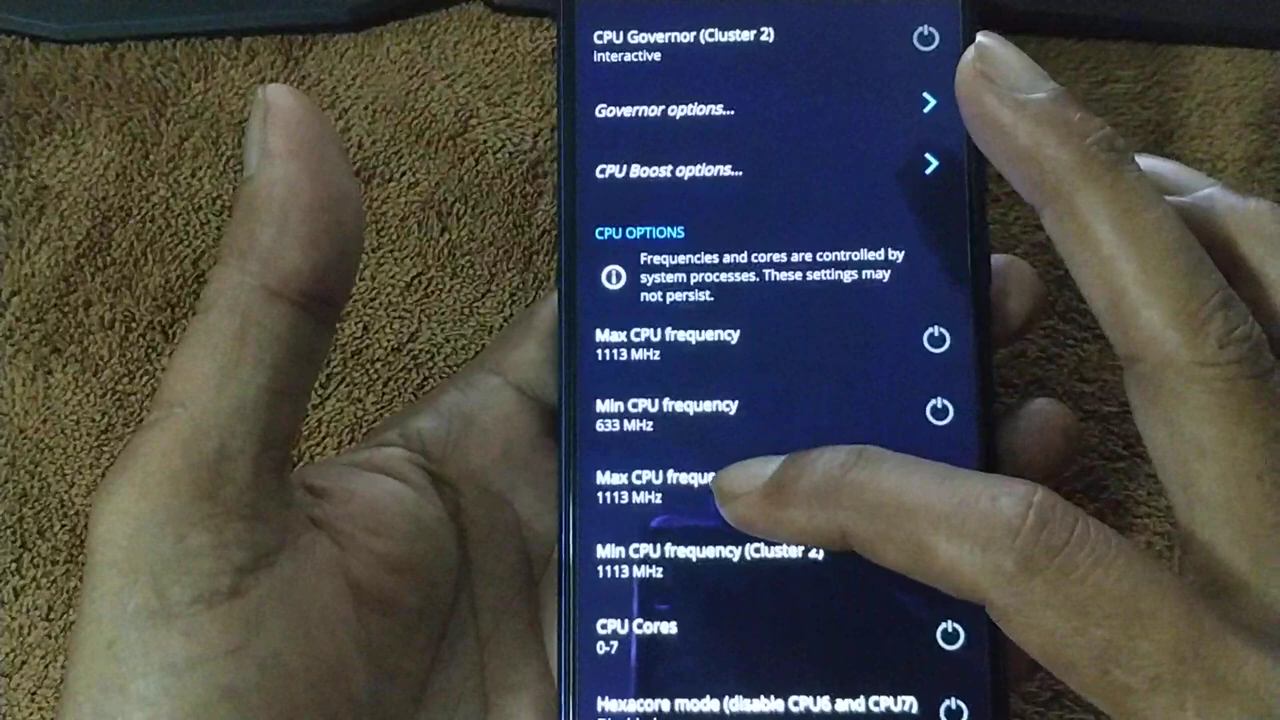 CPU Governor (Cluster 2)
interactive
Governor options...
CPU Boost options...
CPU OPTIONS
Frequencies and cores are controlled by
system processes. These settings may
not persist.
Max CPU frequency
1113 MHz
Min CPU frequency
633 MHz
Max CPU
1113 MHz
Min CPU frequency (Cluster 2)
1113 MHz
CPU Cores
0-7
Hexacore mode (disable CPU6 and CPU7)